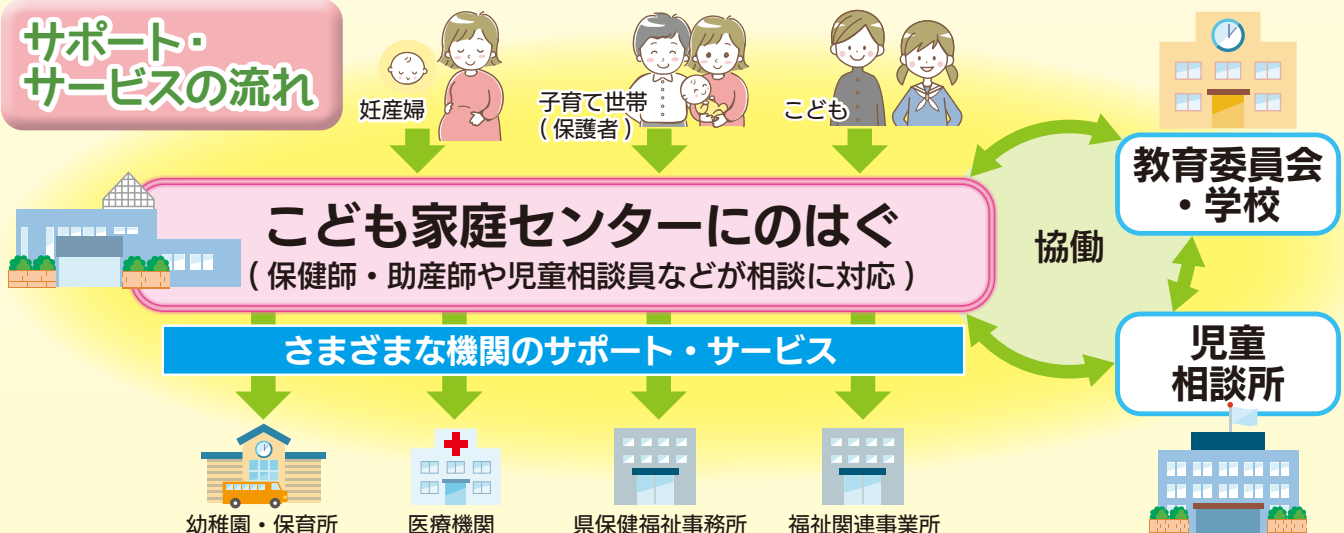 サポート・
サービスの流れ
妊産婦
子育て世帯
(保護者)
こども
こども家庭センターにのはぐ
(保健師・助産師や児童相談員などが相談に対応)
さまざまな機関のサポート・サービス
幼稚園・保育所
医療機関
県保健福祉事務所
福祉関連事業所
協働
教育委員会
・学校
児童
相談所